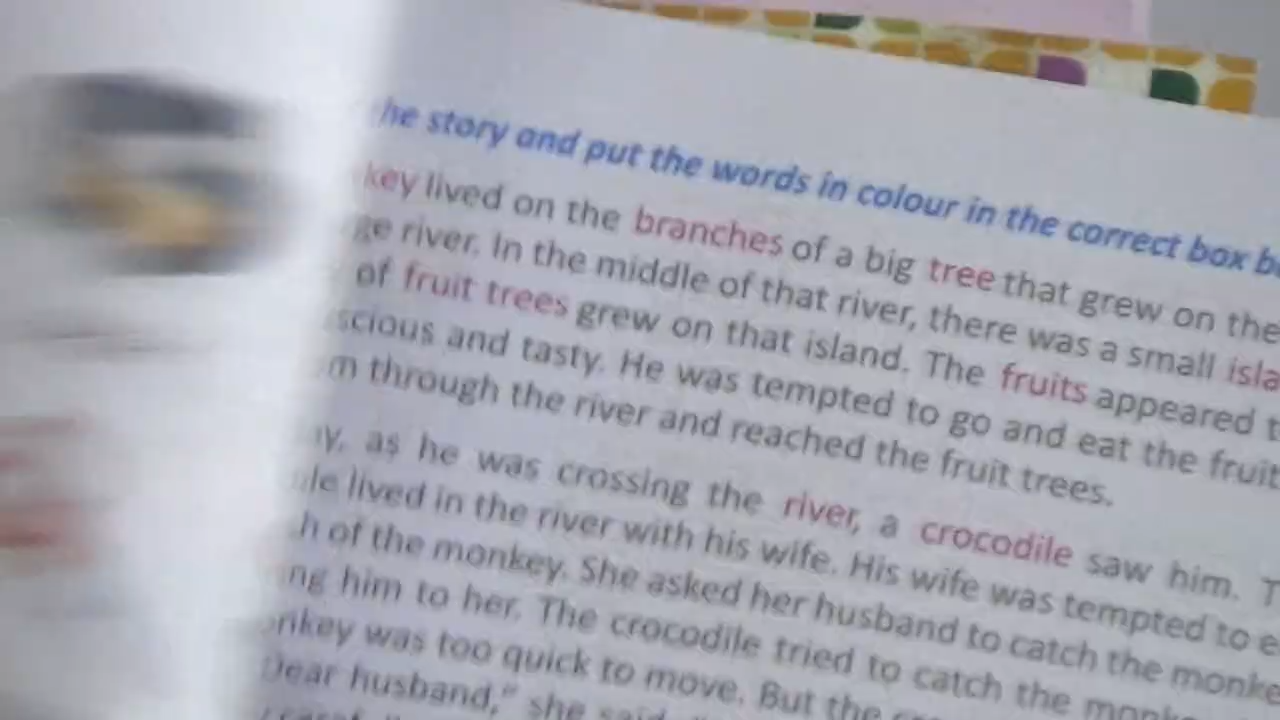 he story and put the words in colour in the correct box
key lived on the branches of a big tree that grew on the
ge river. In the middle of that river, there was a small isla
of fruit trees grew on that island. The fruits appeared t
scious and tasty. He was tempted to go and eat the fruit
m through the river and reached the fruit trees.
y, as he was crossing the river, a crocodile saw him. T
ile lived in the river with his wife. His wife was tempted to e
h of the monkey. She asked her husband to catch the monke
ng him to her. The crocodile tried to catch the mon
onkey was too quick to move. But the
Dear husband," she said